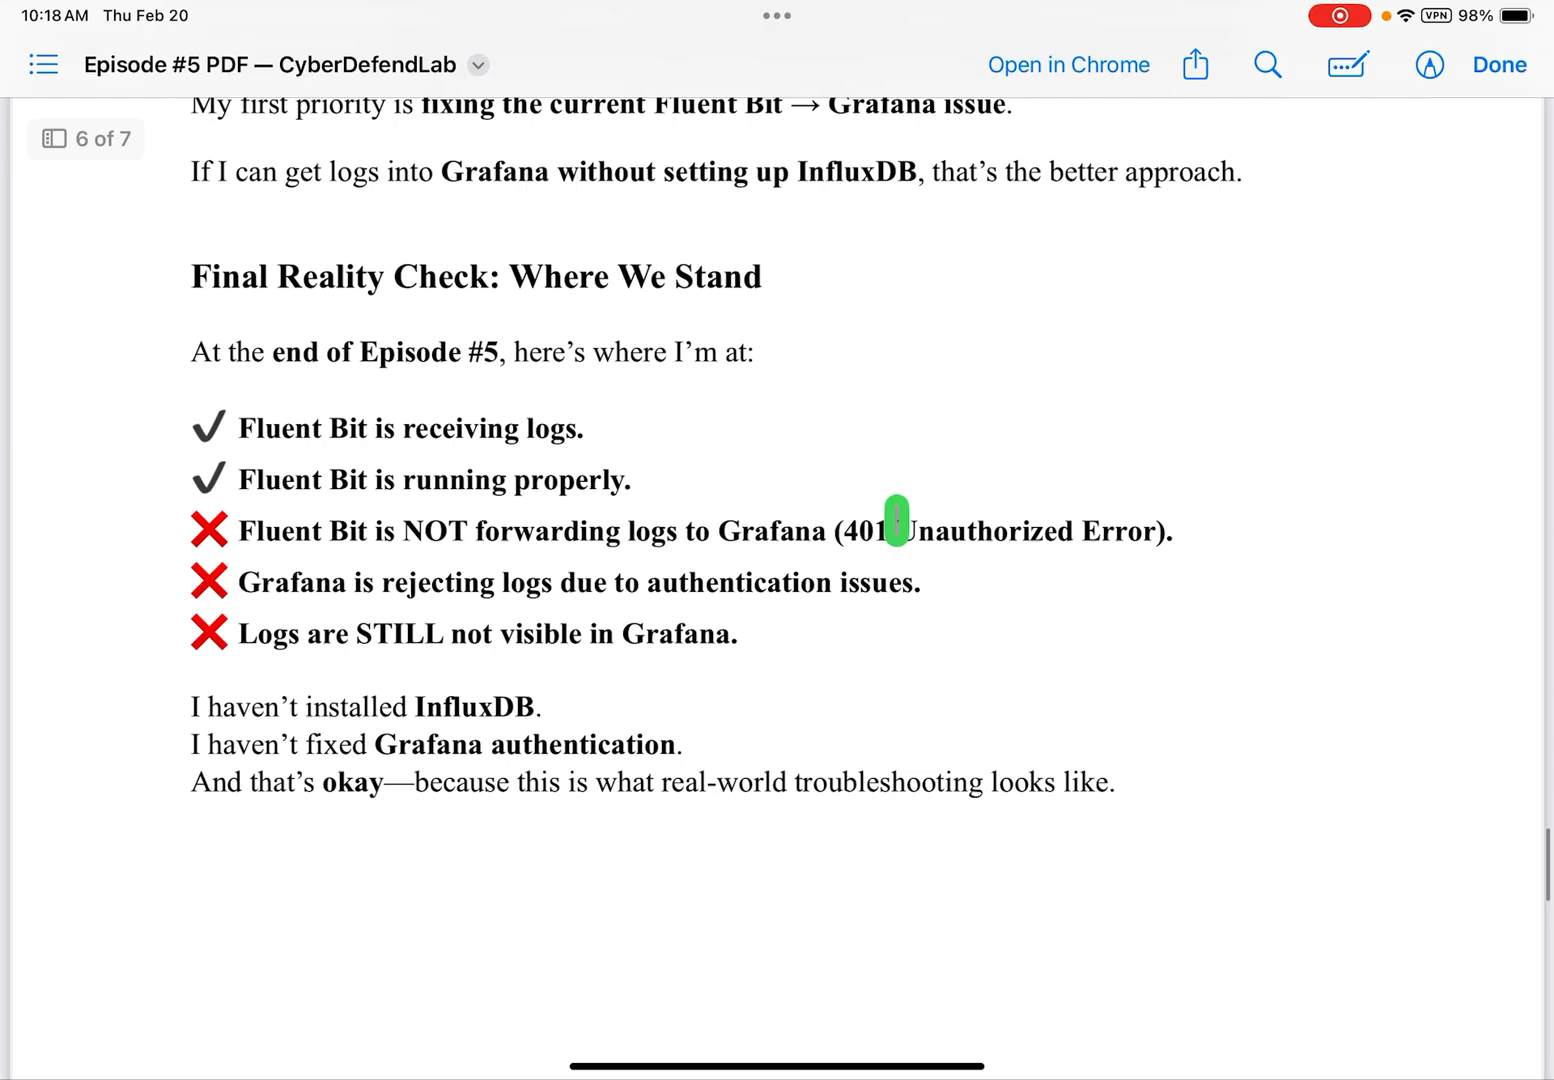 10:18 AM Thu Feb 20
VPN 98%
Episode #5 PDF — CyberDefendLab
Open in Chrome
Done
My first priority is fixing the current Fluent Bit → Grafana issue.
6 of 7
If I can get logs into Grafana without setting up InfluxDB, that’s the better approach.
Final Reality Check: Where We Stand
At the end of Episode #5, here’s where I’m at:
✔ Fluent Bit is receiving logs.
✔ Fluent Bit is running properly.
❌ Fluent Bit is NOT forwarding logs to Grafana (401 Unauthorized Error).
❌ Grafana is rejecting logs due to authentication issues.
❌ Logs are STILL not visible in Grafana.
I haven’t installed InfluxDB.
I haven’t fixed Grafana authentication.
And that’s okay—because this is what real-world troubleshooting looks like.